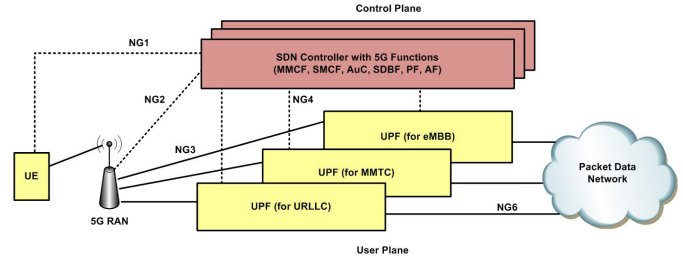 Control Plane
NG1
SDN Controller with 5G Functions
(MMCF, SMCF, AuC, SDBF, PF, AF)
NG2
NG4
UPF (for eMBB)
NG3
UE
UPF (for MMTC)
Packet Data
Network
UPF (for URLLC)
NG6
5G RAN
User Plane